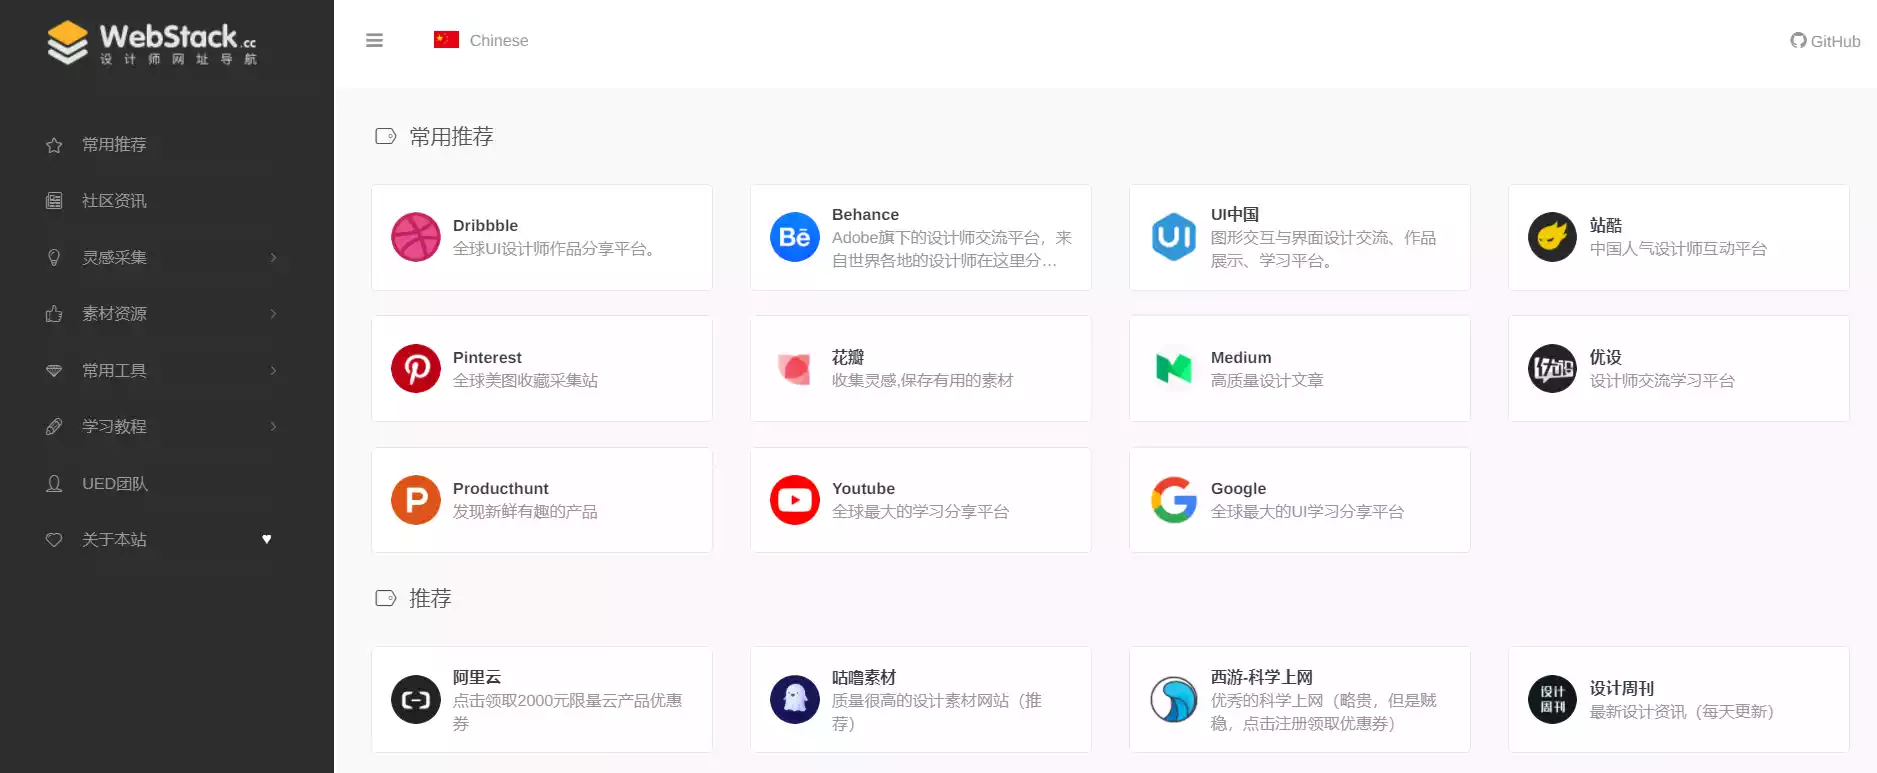 WebStack.cc
设计师网址导航
Chinese
GitHub
常用推荐
社区资讯
灵感采集
素材资源
常用工具
学习教程
UED团队
关于本站
常用推荐
Dribbble
全球UI设计师作品分享平台。
Bē
Behance
Adobe旗下的设计师交流平台，来
自世界各地的设计师在这里分…
UI
UI中国
图形交互与界面设计交流、作品
展示、学习平台。
站酷
中国人气设计师互动平台
Pinterest
全球美图收藏采集站
花瓣
收集灵感,保存有用的素材
Medium
高质量设计文章
优设
优设
设计师交流学习平台
P
Producthunt
发现新鲜有趣的产品
Youtube
全球最大的学习分享平台
Google
全球最大的UI学习分享平台
推荐
阿里云
点击领取2000元限量云产品优惠
券
咕噜素材
质量很高的设计素材网站（推
荐）
西游-科学上网
优秀的科学上网（略贵，但是贼
稳，点击注册领取优惠券）
设计
周刊
设计周刊
最新设计资讯（每天更新）